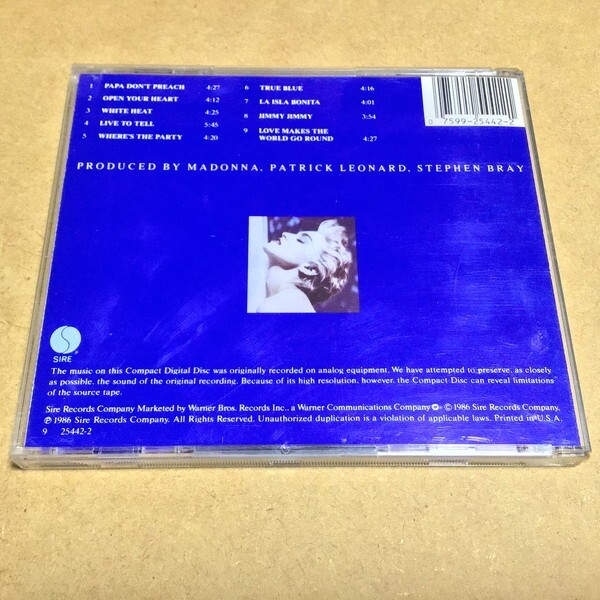 1 PAPA DON'T PREACH 4:27
2 OPEN YOUR HEART 4:12
3 WHITE HEAT 4:25
4 LIVE TO TELL 5:45
5 WHERE'S THE PARTY 4:20
6 TRUE BLUE 4:16
7 LA ISLA BONITA 4:01
8 JIMMY JIMMY 3:54
9 LOVE MAKES THE
WORLD GO ROUND 4:27
0 7599-25442-2
PRODUCED BY MADONNA, PATRICK LEONARD, STEPHEN BRAY
SIRE
The music on this Compact Digital Disc was originally recorded on analog equipment. We have attempted to preserve, as closely
as possible, the sound of the original recording. Because of its high resolution, however, the Compact Disc can reveal limitations
of the source tape.
Sire Records Company Marketed by Warner Bros. Records Inc., a Warner Communications Company © 1986 Sire Records Company,
℗ 1986 Sire Records Company. All Rights Reserved. Unauthorized duplication is a violation of applicable laws. Printed in U.S.A.
9 25442-2